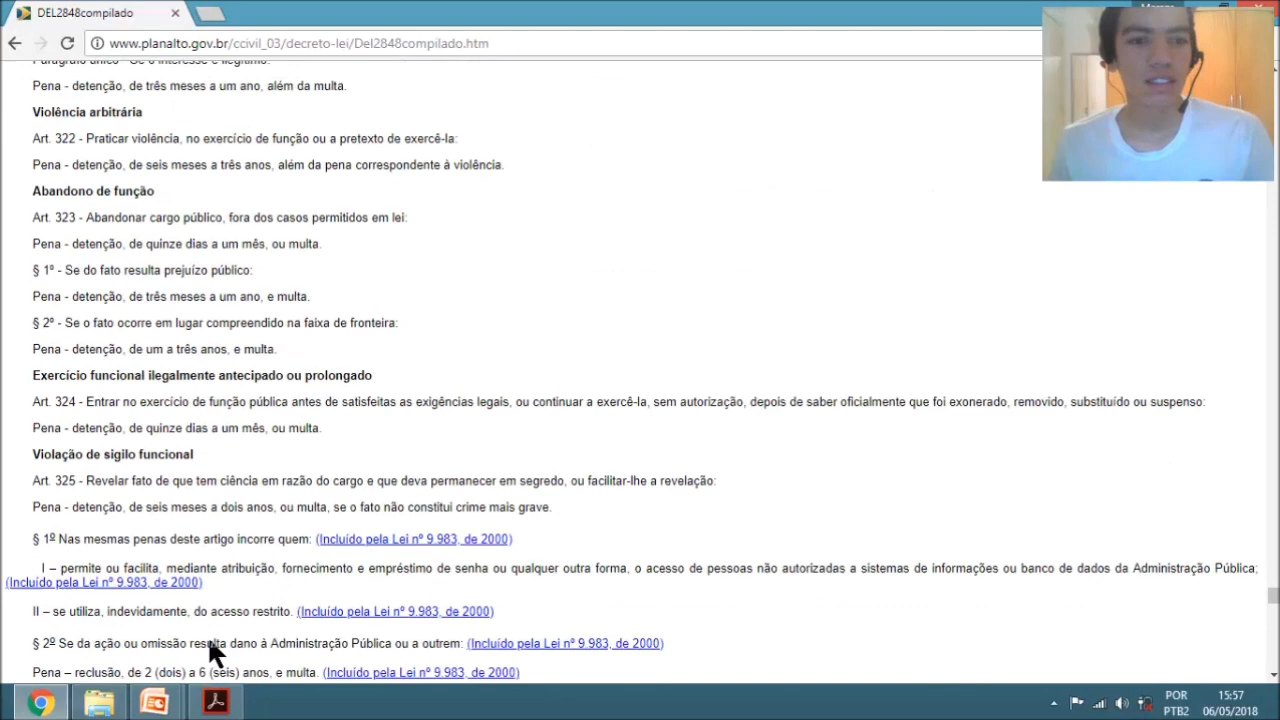 DEL2848compilado
www.planalto.gov.br/ccivil_03/decreto-lei/Del2848compilado.htm
Parágrafo único - Se o interesse é ilegítimo:
Pena - detenção, de três meses a um ano, além da multa.
Violência arbitrária
Art. 322 - Praticar violência, no exercício de função ou a pretexto de exercê-la:
Pena - detenção, de seis meses a três anos, além da pena correspondente à violência.
Abandono de função
Art. 323 - Abandonar cargo público, fora dos casos permitidos em lei:
Pena - detenção, de quinze dias a um mês, ou multa.
§ 1º - Se do fato resulta prejuízo público:
Pena - detenção, de três meses a um ano, e multa.
§ 2º - Se o fato ocorre em lugar compreendido na faixa de fronteira:
Pena - detenção, de um a três anos, e multa.
Exercício funcional ilegalmente antecipado ou prolongado
Art. 324 - Entrar no exercício de função pública antes de satisfeitas as exigências legais, ou continuar a exercê-la, sem autorização, depois de saber oficialmente que foi exonerado, removido, substituído ou suspenso:
Pena - detenção, de quinze dias a um mês, ou multa.
Violação de sigilo funcional
Art. 325 - Revelar fato de que tem ciência em razão do cargo e que deva permanecer em segredo, ou facilitar-lhe a revelação:
Pena - detenção, de seis meses a dois anos, ou multa, se o fato não constitui crime mais grave.
§ 1º Nas mesmas penas deste artigo incorre quem: (Incluído pela Lei nº 9.983, de 2000)
I – permite ou facilita, mediante atribuição, fornecimento e empréstimo de senha ou qualquer outra forma, o acesso de pessoas não autorizadas a sistemas de informações ou banco de dados da Administração Pública;
(Incluído pela Lei nº 9.983, de 2000)
II – se utiliza, indevidamente, do acesso restrito. (Incluído pela Lei nº 9.983, de 2000)
§ 2º Se da ação ou omissão resulta dano à Administração Pública ou a outrem: (Incluído pela Lei nº 9.983, de 2000)
Pena – reclusão, de 2 (dois) a 6 (seis) anos, e multa. (Incluído pela Lei nº 9.983, de 2000)
POR
PTB2
15:57
06/05/2018